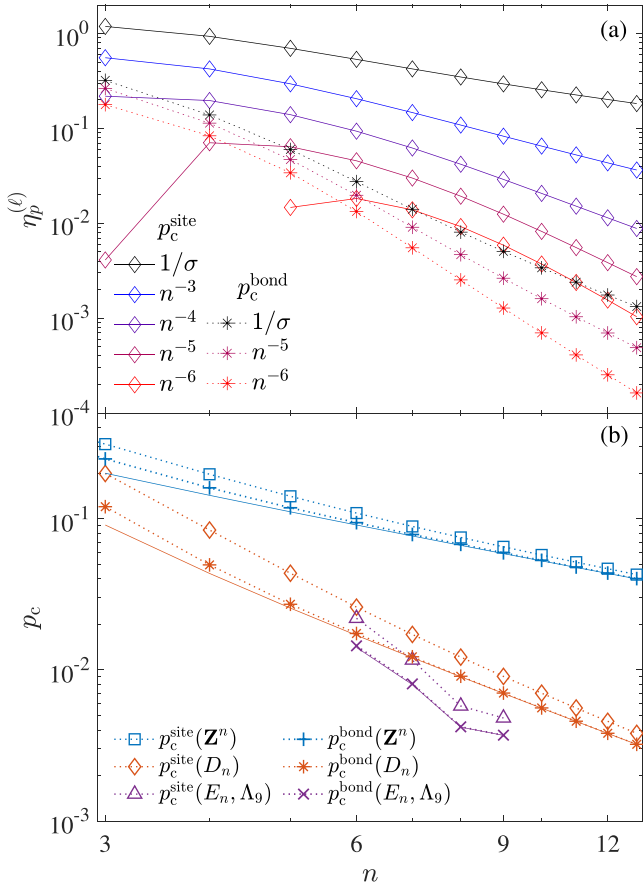 (a)
10^0
10^{-1}
10^{-2}
10^{-3}
10^{-4}
η_p^{(ℓ)}
p_c^{site}
1/σ
n^{-3}
n^{-4}
n^{-5}
n^{-6}
p_c^{bond}
1/σ
n^{-5}
n^{-6}
(b)
10^{-1}
10^{-2}
10^{-3}
p_c
p_c^{site}(Z^n)
p_c^{site}(D_n)
p_c^{site}(E_n, Λ_9)
p_c^{bond}(Z^n)
p_c^{bond}(D_n)
p_c^{bond}(E_n, Λ_9)
3 6 9 12
n